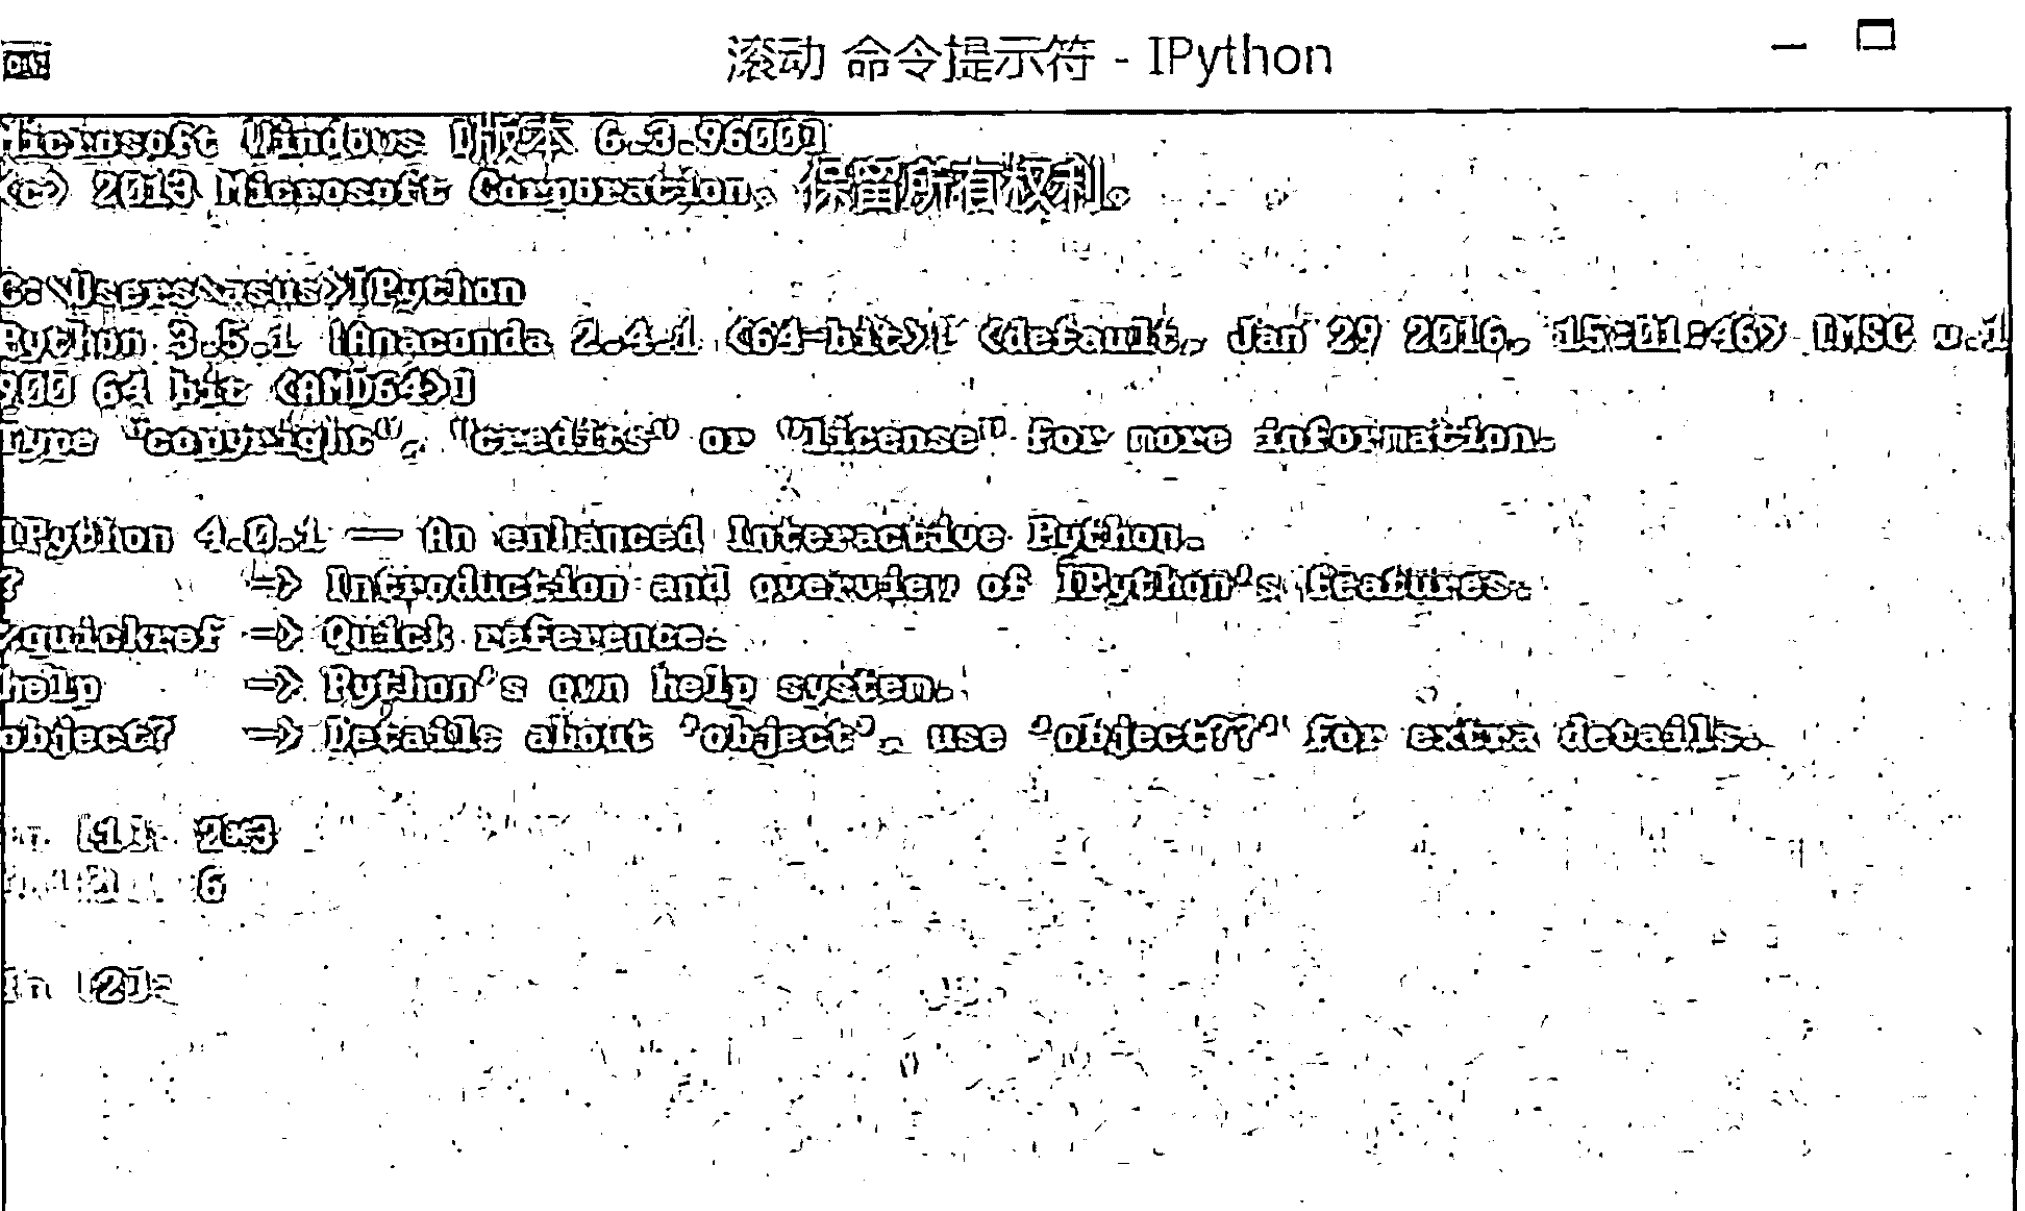 滚动 命令提示符 - IPython
Microsoft Windows [版本 6.3.9600]
(c) 2013 Microsoft Corporation。保留所有权利。
C:\Users\asus>IPython
Python 3.5.1 |Anaconda 2.4.1 (64-bit)| (default, Jan 29 2016, 15:01:46) [MSC v.1
900 64 bit (AMD64)]
Type "copyright", "credits" or "license" for more information.
IPython 4.0.1 -- An enhanced Interactive Python.
?         -> Introduction and overview of IPython's features.
%quickref -> Quick reference.
help      -> Python's own help system.
object?   -> Details about 'object', use 'object??' for extra details.
In [1]: 2*3
6
In [2]: